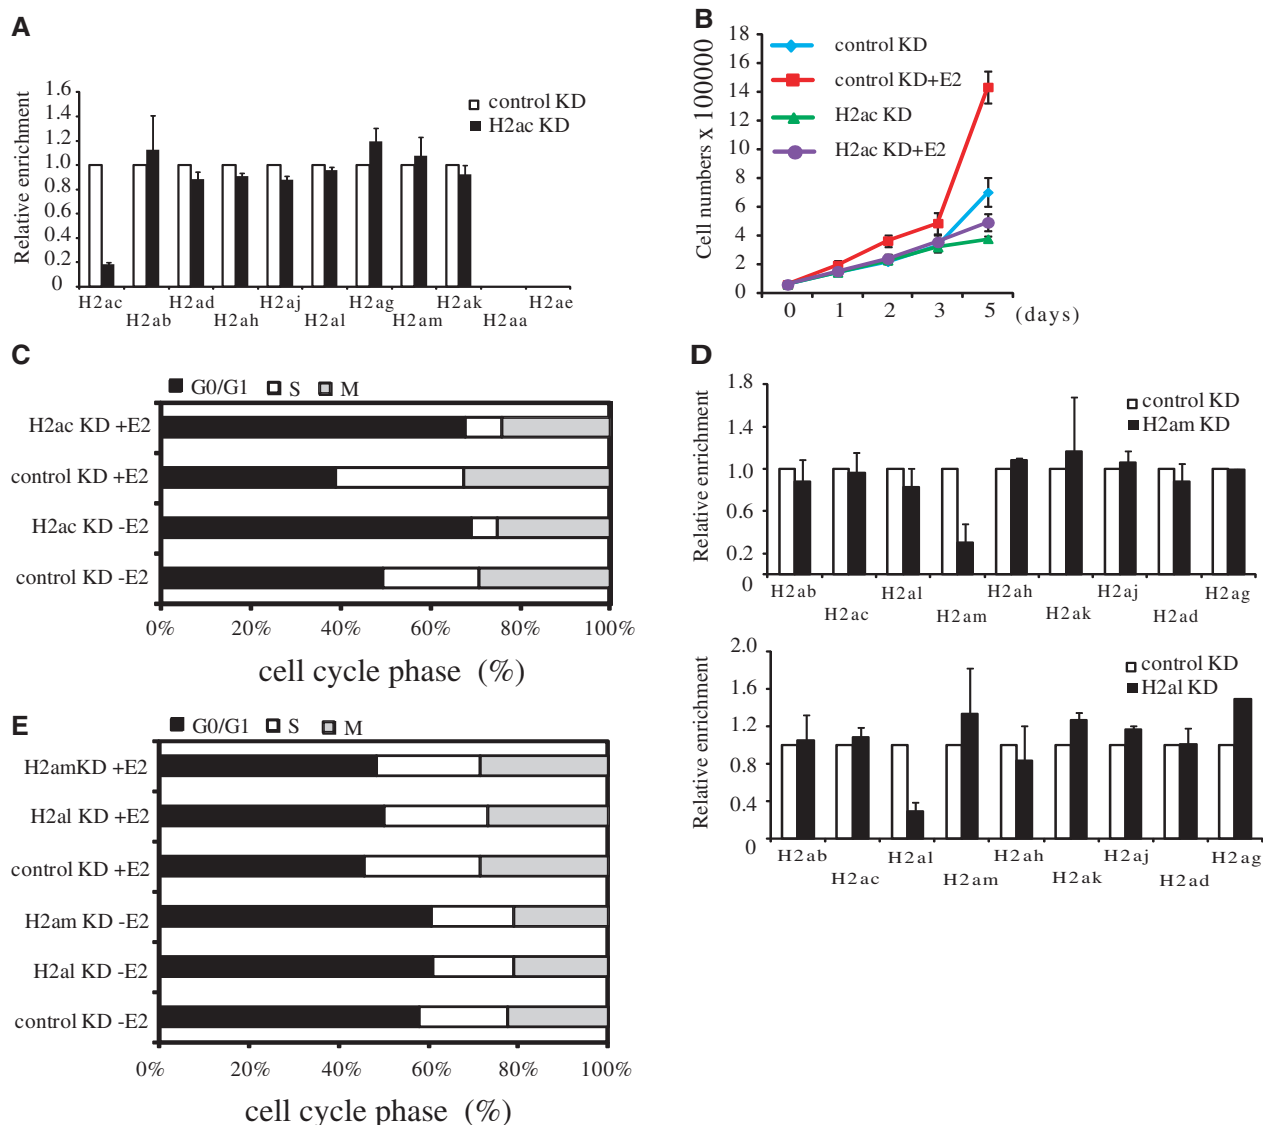 A
Relative enrichment
1.6
1.4
1.2
1.0
0.8
0.6
0.4
0.2
0
control KD
H2ac KD
H2ac H2ad H2aj H2ag H2ak H2ae
H2ab H2ah H2al H2am H2aa
B
Cell numbers x 100000
18
16
14
12
10
8
6
4
2
0
control KD
control KD+E2
H2ac KD
H2ac KD+E2
0 1 2 3 5 (days)
C
G0/G1 S M
H2ac KD +E2
control KD +E2
H2ac KD -E2
control KD -E2
0% 20% 40% 60% 80% 100%
cell cycle phase (%)
D
Relative enrichment
1.8
1.4
1.0
0.6
0.2
0
control KD
H2am KD
H2ab H2al H2ah H2aj H2ag
H2ac H2am H2ak H2ad
Relative enrichment
2.0
1.6
1.2
0.8
0.4
0
control KD
H2al KD
H2ab H2al H2ah H2aj H2ag
H2ac H2am H2ak H2ad
E
G0/G1 S M
H2amKD +E2
H2al KD +E2
control KD +E2
H2am KD -E2
H2al KD -E2
control KD -E2
0% 20% 40% 60% 80% 100%
cell cycle phase (%)